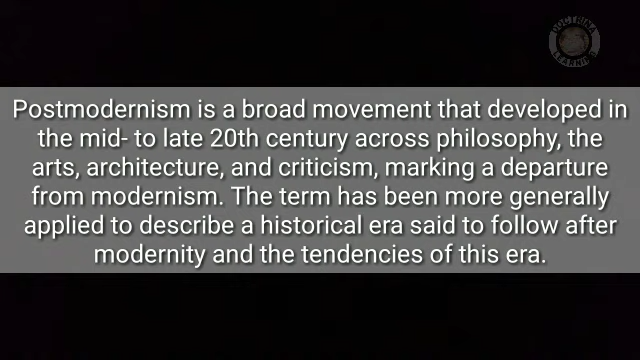 DOCTRINA
LEARNING
Postmodernism is a broad movement that developed in
the mid- to late 20th century across philosophy, the
arts, architecture, and criticism, marking a departure
from modernism. The term has been more generally
applied to describe a historical era said to follow after
modernity and the tendencies of this era.